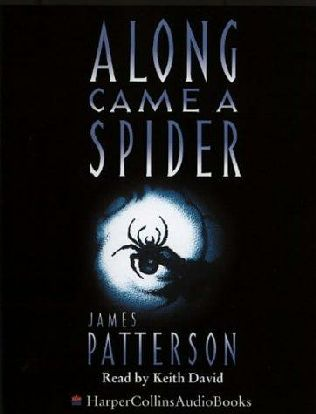 ALONG
CAME A
SPIDER
JAMES
PATTERSON
Read by Keith David
HarperCollinsAudioBooks